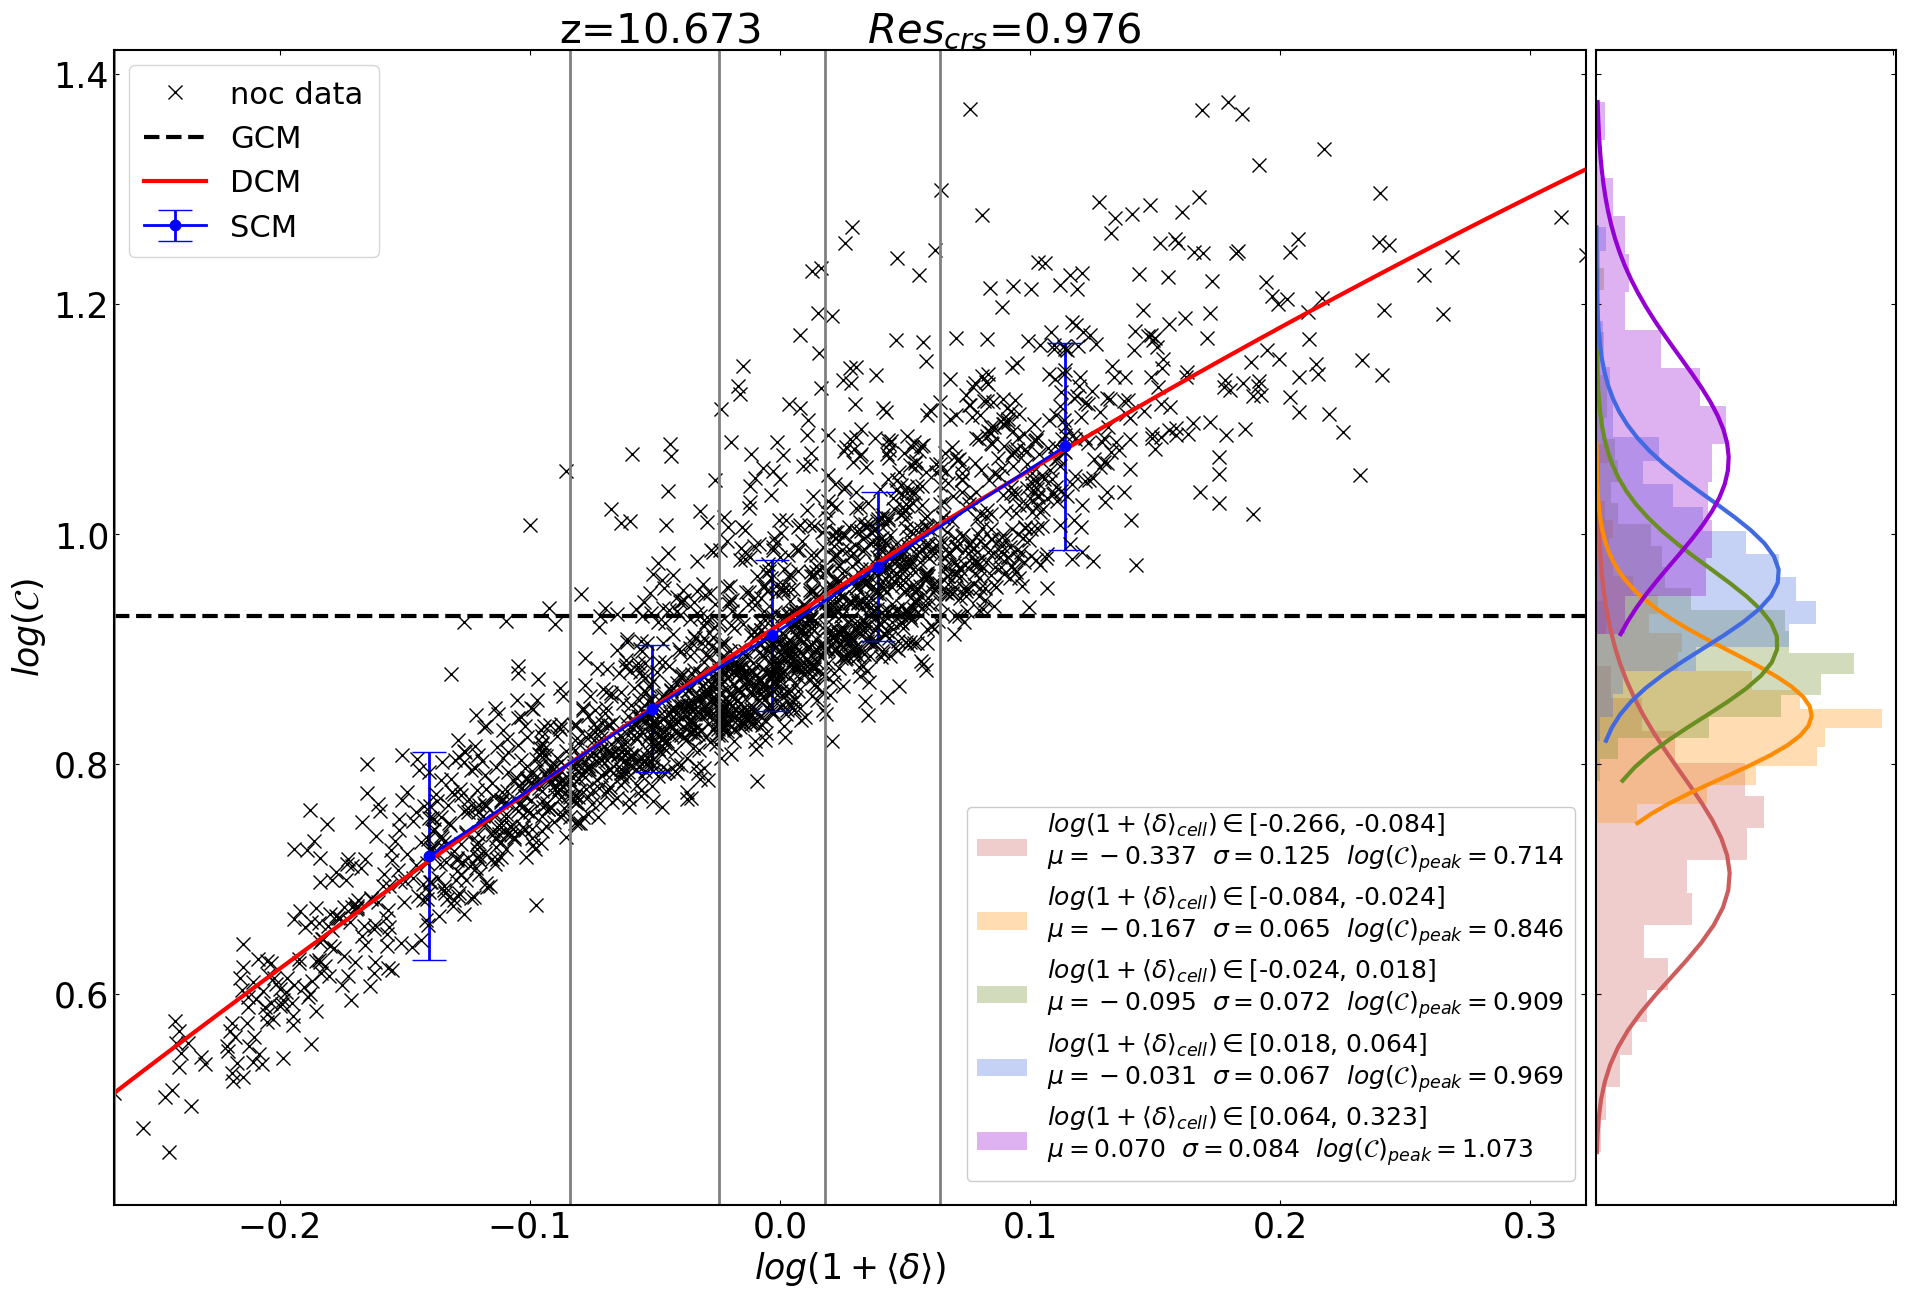 z=10.673 Res_crs=0.976
noc data
GCM
DCM
SCM
1.4
1.2
1.0
0.8
0.6
log(𝒞)
log(1 + ⟨δ⟩_cell) ∈ [-0.266, -0.084]
μ = −0.337 σ = 0.125 log(𝒞)_peak = 0.714
log(1 + ⟨δ⟩_cell) ∈ [-0.084, -0.024]
μ = −0.167 σ = 0.065 log(𝒞)_peak = 0.846
log(1 + ⟨δ⟩_cell) ∈ [-0.024, 0.018]
μ = −0.095 σ = 0.072 log(𝒞)_peak = 0.909
log(1 + ⟨δ⟩_cell) ∈ [0.018, 0.064]
μ = −0.031 σ = 0.067 log(𝒞)_peak = 0.969
log(1 + ⟨δ⟩_cell) ∈ [0.064, 0.323]
μ = 0.070 σ = 0.084 log(𝒞)_peak = 1.073
−0.2 −0.1 0.0 0.1 0.2 0.3
log(1 + ⟨δ⟩)